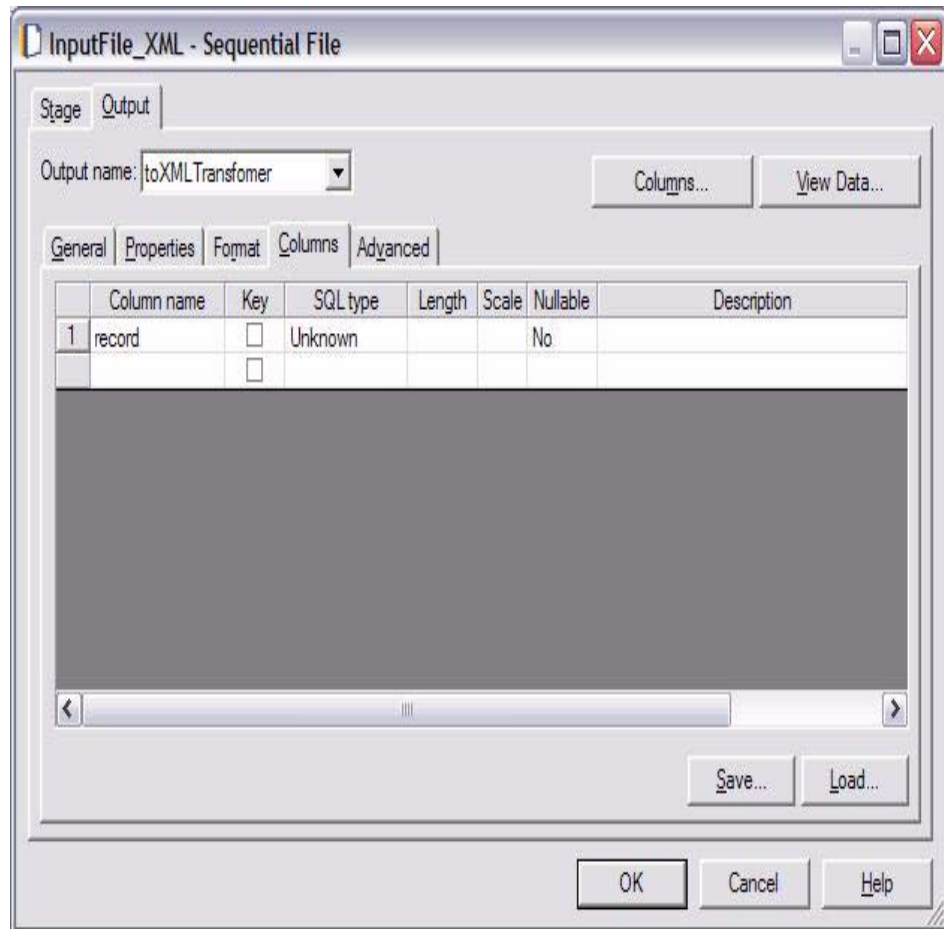 InputFile_XML - Sequential File
Stage Output
Output name: toXMLTransfomer Columns... View Data...
General Properties Format Columns Advanced
Column name Key SQL type Length Scale Nullable Description
1 record Unknown No
Save... Load...
OK Cancel Help